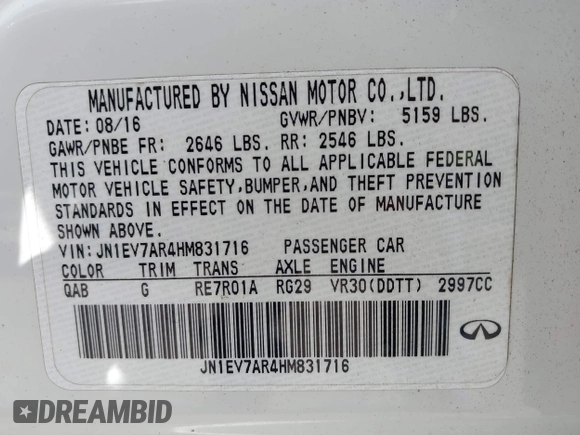 MANUFACTURED BY NISSAN MOTOR CO.,LTD.
DATE: 08/16 GVWR/PNBV: 5159 LBS.
GAWR/PNBE FR: 2646 LBS. RR: 2546 LBS.
THIS VEHICLE CONFORMS TO ALL APPLICABLE FEDERAL
MOTOR VEHICLE SAFETY,BUMPER,AND THEFT PREVENTION
STANDARDS IN EFFECT ON THE DATE OF MANUFACTURE
SHOWN ABOVE.
VIN: JN1EV7AR4HM831716 PASSENGER CAR
COLOR TRIM TRANS AXLE ENGINE
QAB G RE7R01A RG29 VR30(DDTT) 2997CC
JN1EV7AR4HM831716
DREAMBID